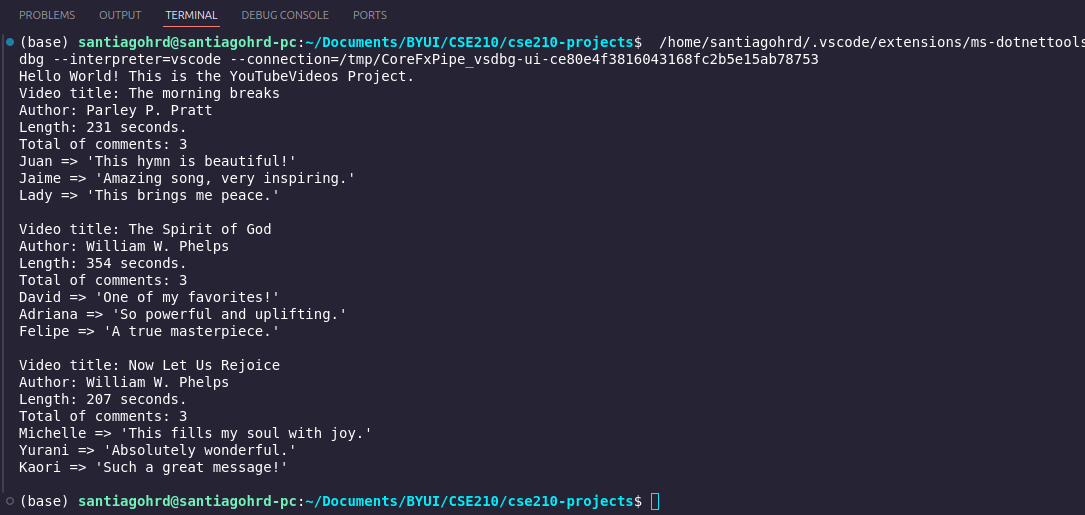 PROBLEMS OUTPUT TERMINAL DEBUG CONSOLE PORTS
(base) santiagohrd@santiagohrd-pc:~/Documents/BYUI/CSE210/cse210-projects$ /home/santiagohrd/.vscode/extensions/ms-dotnettools
dbg --interpreter=vscode --connection=/tmp/CoreFxPipe_vsdbg-ui-ce80e4f3816043168fc2b5e15ab78753
Hello World! This is the YouTubeVideos Project.
Video title: The morning breaks
Author: Parley P. Pratt
Length: 231 seconds.
Total of comments: 3
Juan => 'This hymn is beautiful!'
Jaime => 'Amazing song, very inspiring.'
Lady => 'This brings me peace.'

Video title: The Spirit of God
Author: William W. Phelps
Length: 354 seconds.
Total of comments: 3
David => 'One of my favorites!'
Adriana => 'So powerful and uplifting.'
Felipe => 'A true masterpiece.'

Video title: Now Let Us Rejoice
Author: William W. Phelps
Length: 207 seconds.
Total of comments: 3
Michelle => 'This fills my soul with joy.'
Yurani => 'Absolutely wonderful.'
Kaori => 'Such a great message!'

(base) santiagohrd@santiagohrd-pc:~/Documents/BYUI/CSE210/cse210-projects$